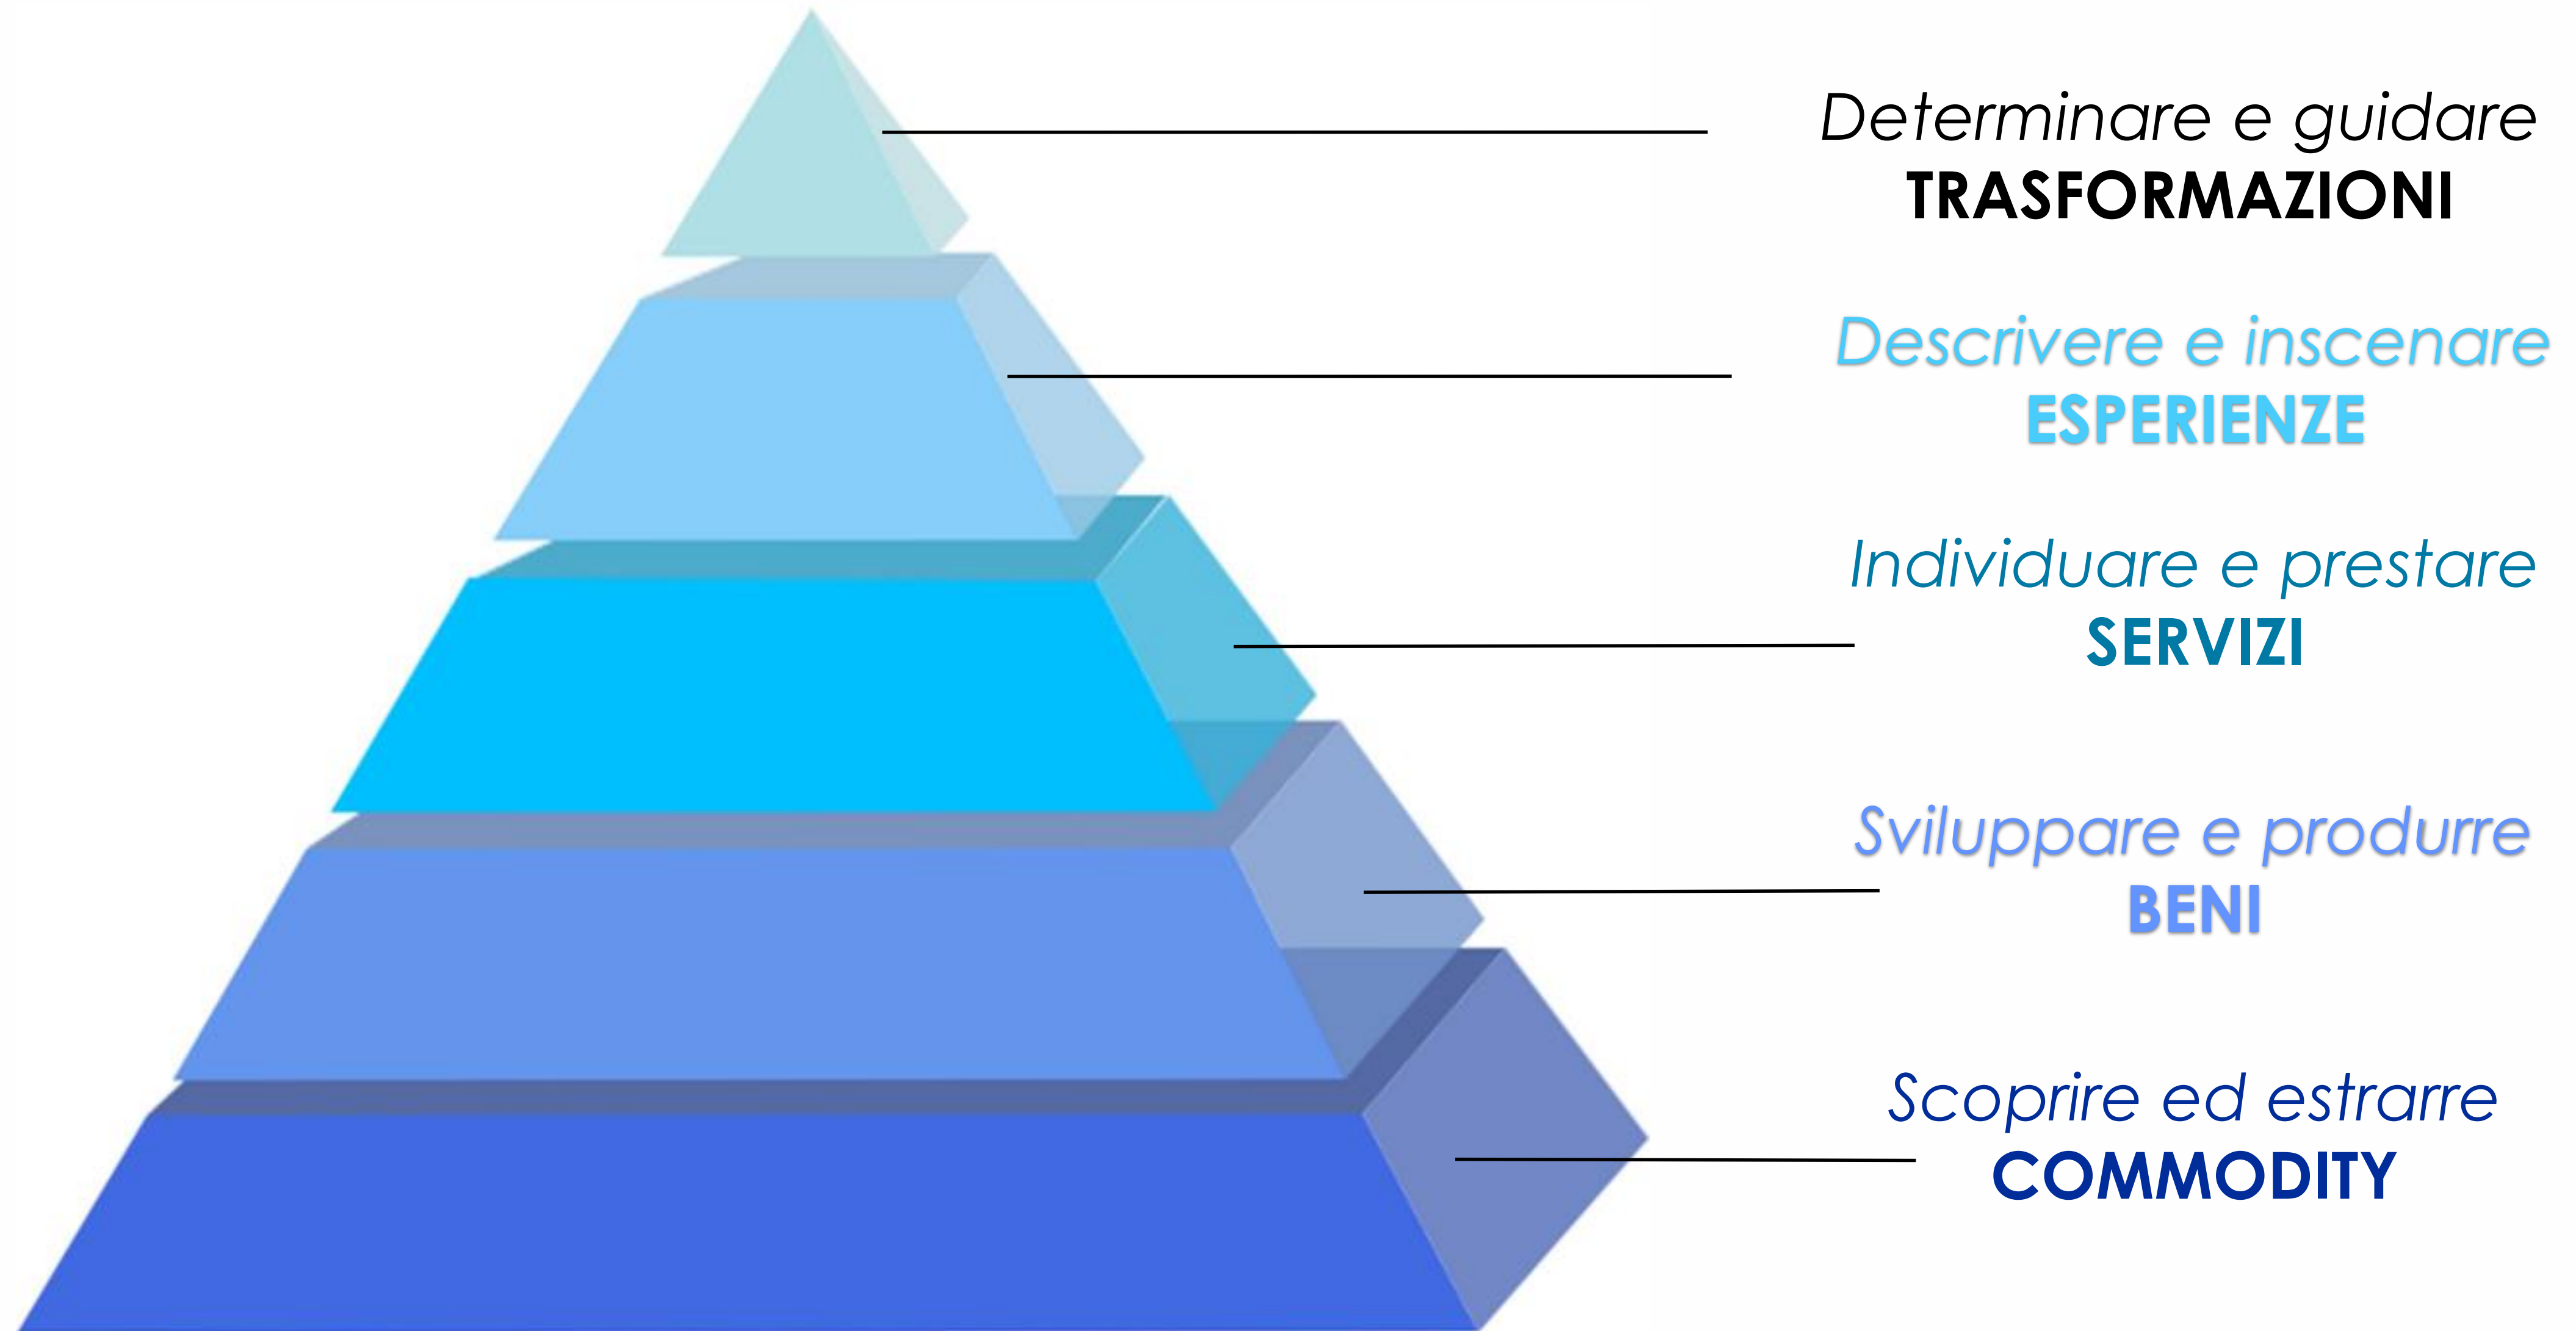 Determinare e guidare
TRASFORMAZIONI
Descrivere e inscenare
ESPERIENZE
Individuare e prestare
SERVIZI
Sviluppare e produrre
BENI
Scoprire ed estrarre
COMMODITY